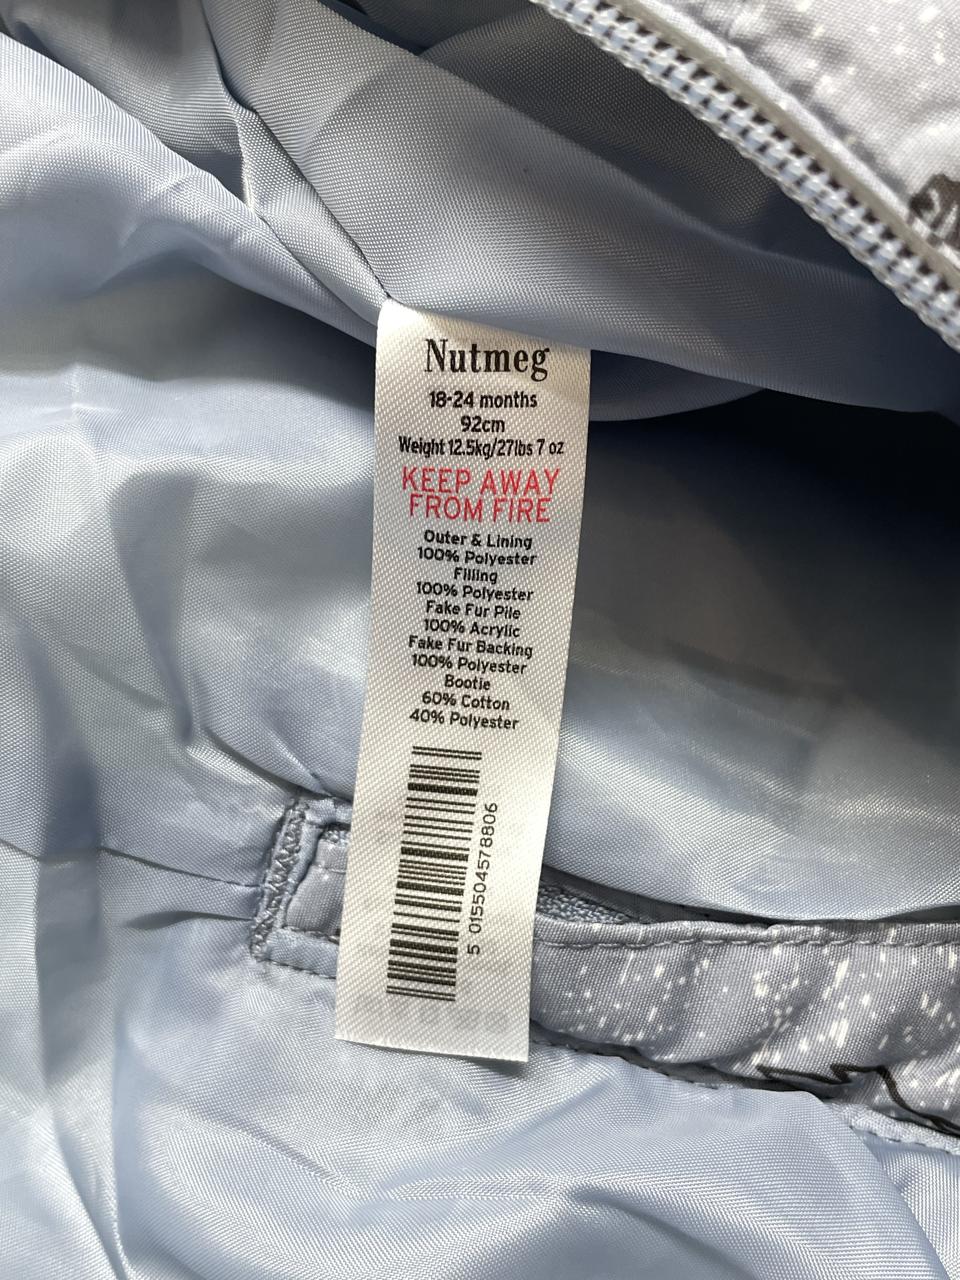 Nutmeg
18-24 months
92cm
Weight 12.5kg/27lbs 7 oz
KEEP AWAY
FROM FIRE
Outer & Lining
100% Polyester
Filling
100% Polyester
Fake Fur Pile
100% Acrylic
Fake Fur Backing
100% Polyester
Bootie
60% Cotton
40% Polyester
5 015504578806